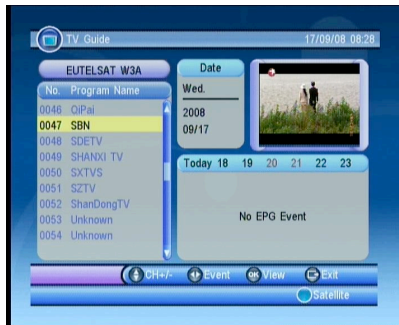 TV Guide 17/09/08 08:28
EUTELSAT W3A
No. Program Name
0046 QiPai
0047 SBN
0048 SDETV
0049 SHANXI TV
0050 SXTVS
0051 SZTV
0052 ShanDongTV
0053 Unknown
0054 Unknown
Date
Wed.
2008
09/17
Today 18 19 20 21 22 23
No EPG Event
CH+/- Event OK View Exit
Satellite